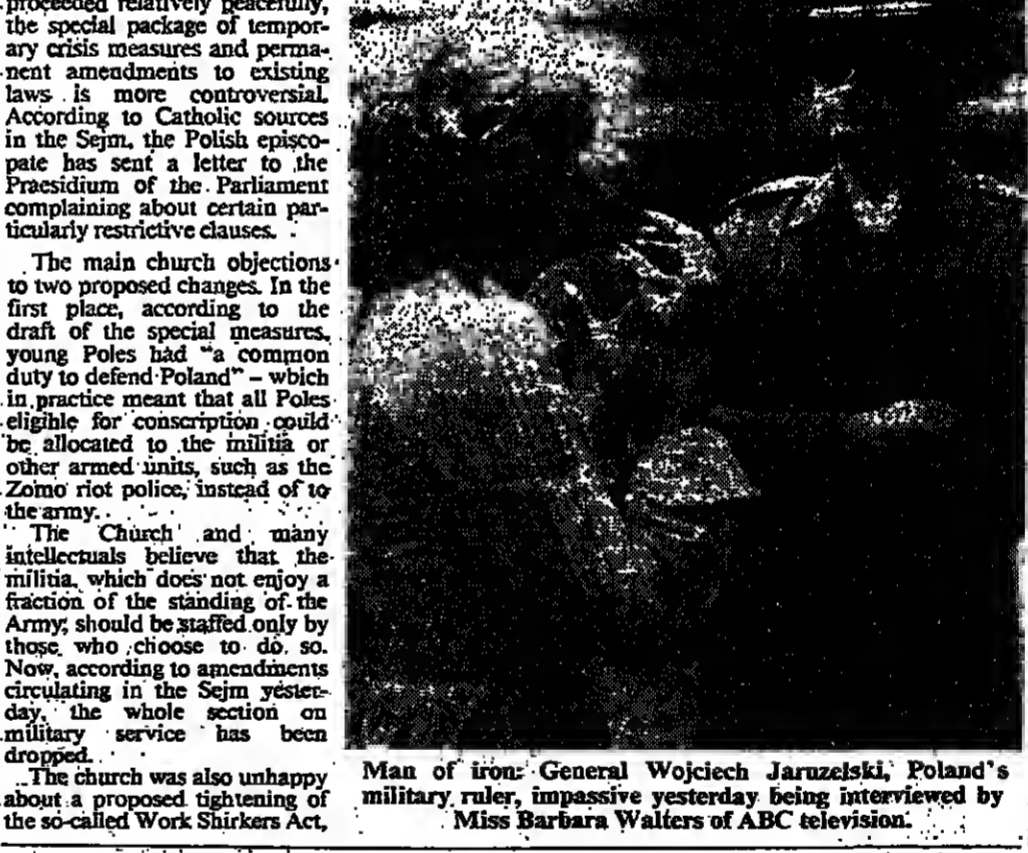 proceeded relatively peacefully,
the special package of tempor-
ary crisis measures and perma-
nent amendments to existing
laws is more controversial.
According to Catholic sources
in the Sejm, the Polish episco-
pate has sent a letter to the
Praesidium of the Parliament
complaining about certain par-
ticularly restrictive clauses.
The main church objections
to two proposed changes. In the
first place, according to the
draft of the special measures,
young Poles had "a common
duty to defend Poland" – which
in practice meant that all Poles
eligible for conscription could
be allocated to the militia or
other armed units, such as the
Zomo riot police, instead of to
the army.
The Church and many
intellectuals believe that the
militia, which does not enjoy a
fraction of the standing of the
Army, should be staffed only by
those who choose to do so.
Now, according to amendments
circulating in the Sejm yester-
day, the whole section on
military service has been
dropped.
The church was also unhappy
about a proposed tightening of
the so-called Work Shirkers Act,
Man of iron: General Wojciech Jaruzelski, Poland's
military ruler, impassive yesterday being interviewed by
Miss Barbara Walters of ABC television.